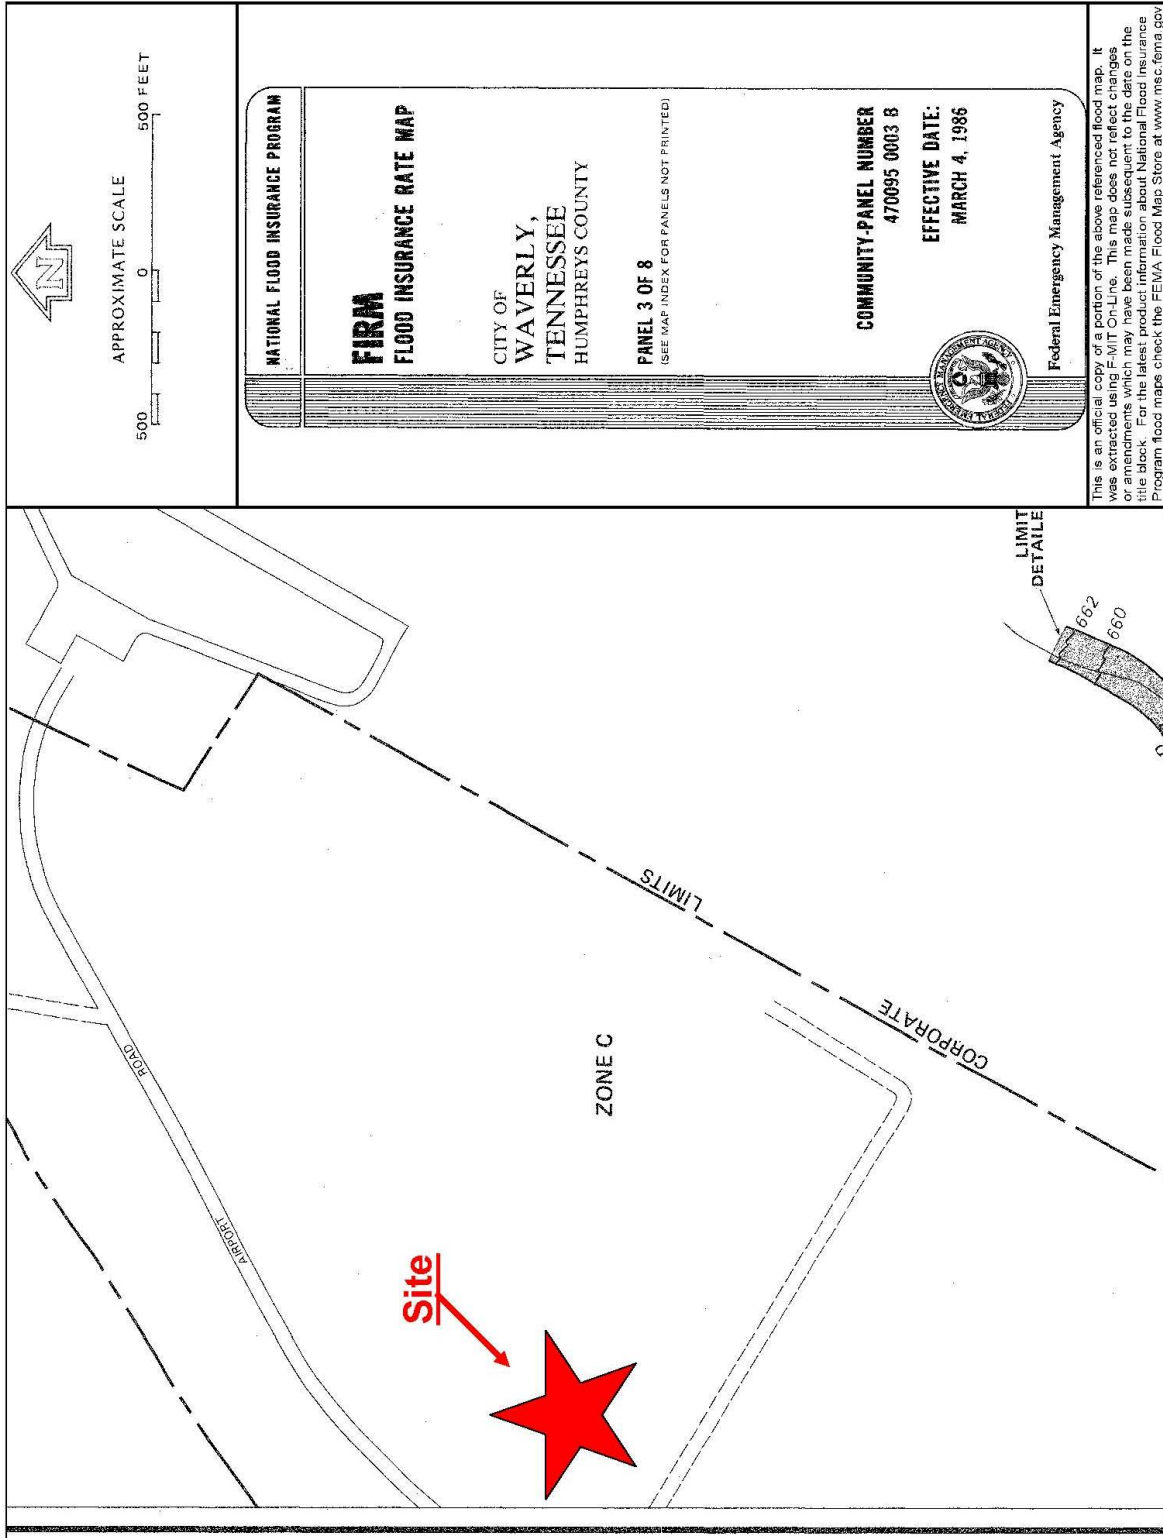 N
APPROXIMATE SCALE
500 0 500 FEET
NATIONAL FLOOD INSURANCE PROGRAM
FIRM
FLOOD INSURANCE RATE MAP
CITY OF
WAVERLY,
TENNESSEE
HUMPHREYS COUNTY
PANEL 3 OF 8
(SEE MAP INDEX FOR PANELS NOT PRINTED)
COMMUNITY-PANEL NUMBER
470095 0003 B
EFFECTIVE DATE:
MARCH 4, 1986
FEDERAL EMERGENCY MANAGEMENT AGENCY
Federal Emergency Management Agency
This is an official copy of a portion of the above referenced flood map. It
was extracted using F-MIT On-Line. This map does not reflect changes
or amendments which may have been made subsequent to the date on the
title block. For the latest product information about National Flood Insurance
Program flood maps check the FEMA Flood Map Store at www.msc.fema.gov
AIRPORT
ROAD
Site
ZONE C
CORPORATE
LIMITS
LIMIT
DETAILE
662
660